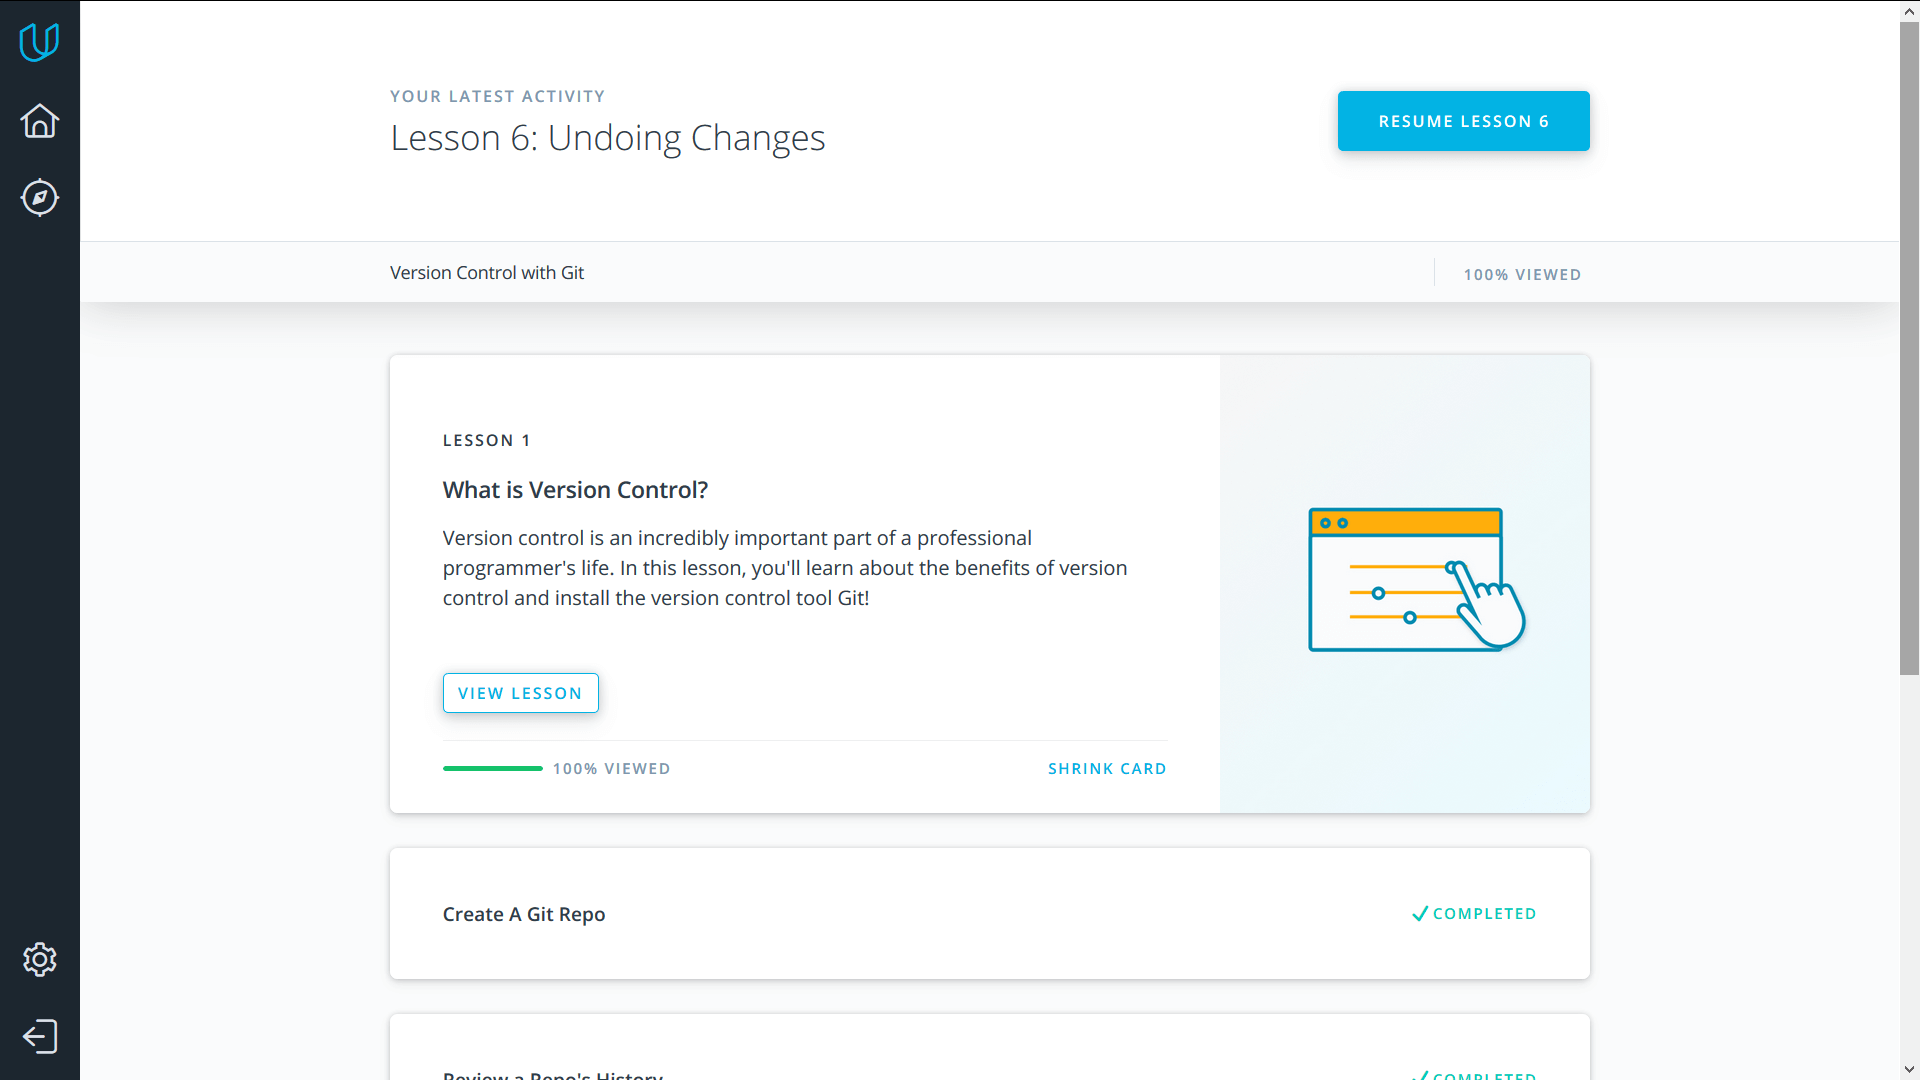 YOUR LATEST ACTIVITY
Lesson 6: Undoing Changes
RESUME LESSON 6
Version Control with Git
100% VIEWED
LESSON 1
What is Version Control?
Version control is an incredibly important part of a professional
programmer's life. In this lesson, you'll learn about the benefits of version
control and install the version control tool Git!
VIEW LESSON
100% VIEWED
SHRINK CARD
Create A Git Repo
COMPLETED
Review a Repo's History
COMPLETED